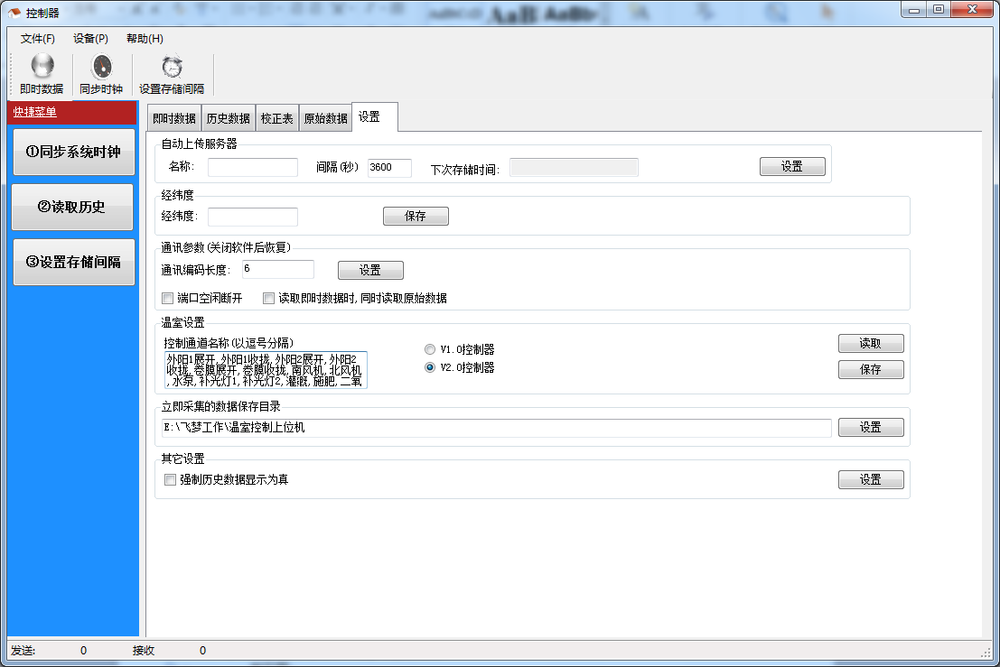 控制器
文件(F) 设备(P) 帮助(H)
即时数据 同步时钟 设置存储间隔
快捷菜单
①同步系统时钟
②读取历史
③设置存储间隔
即时数据 历史数据 校正表 原始数据 设置
自动上传服务器
名称: 间隔(秒) 3600 下次存储时间: 设置
经纬度
经纬度: 保存
通讯参数(关闭软件后恢复)
通讯编码长度: 6 设置
端口空闲断开 读取即时数据时,同时读取原始数据
温室设置
控制通道名称(以逗号分隔)
外阳1展开,外阳1收拢,外阳2展开,外阳2
收拢,卷膜展开,卷膜收拢,南风机,北风机
,水泵,补光灯1,补光灯2,灌溉,施肥,二氧
V1.0控制器
V2.0控制器
读取
保存
立即采集的数据保存目录
E:\飞梦工作\温室控制上位机 设置
其它设置
强制历史数据显示为真 设置
发送: 0 接收 0